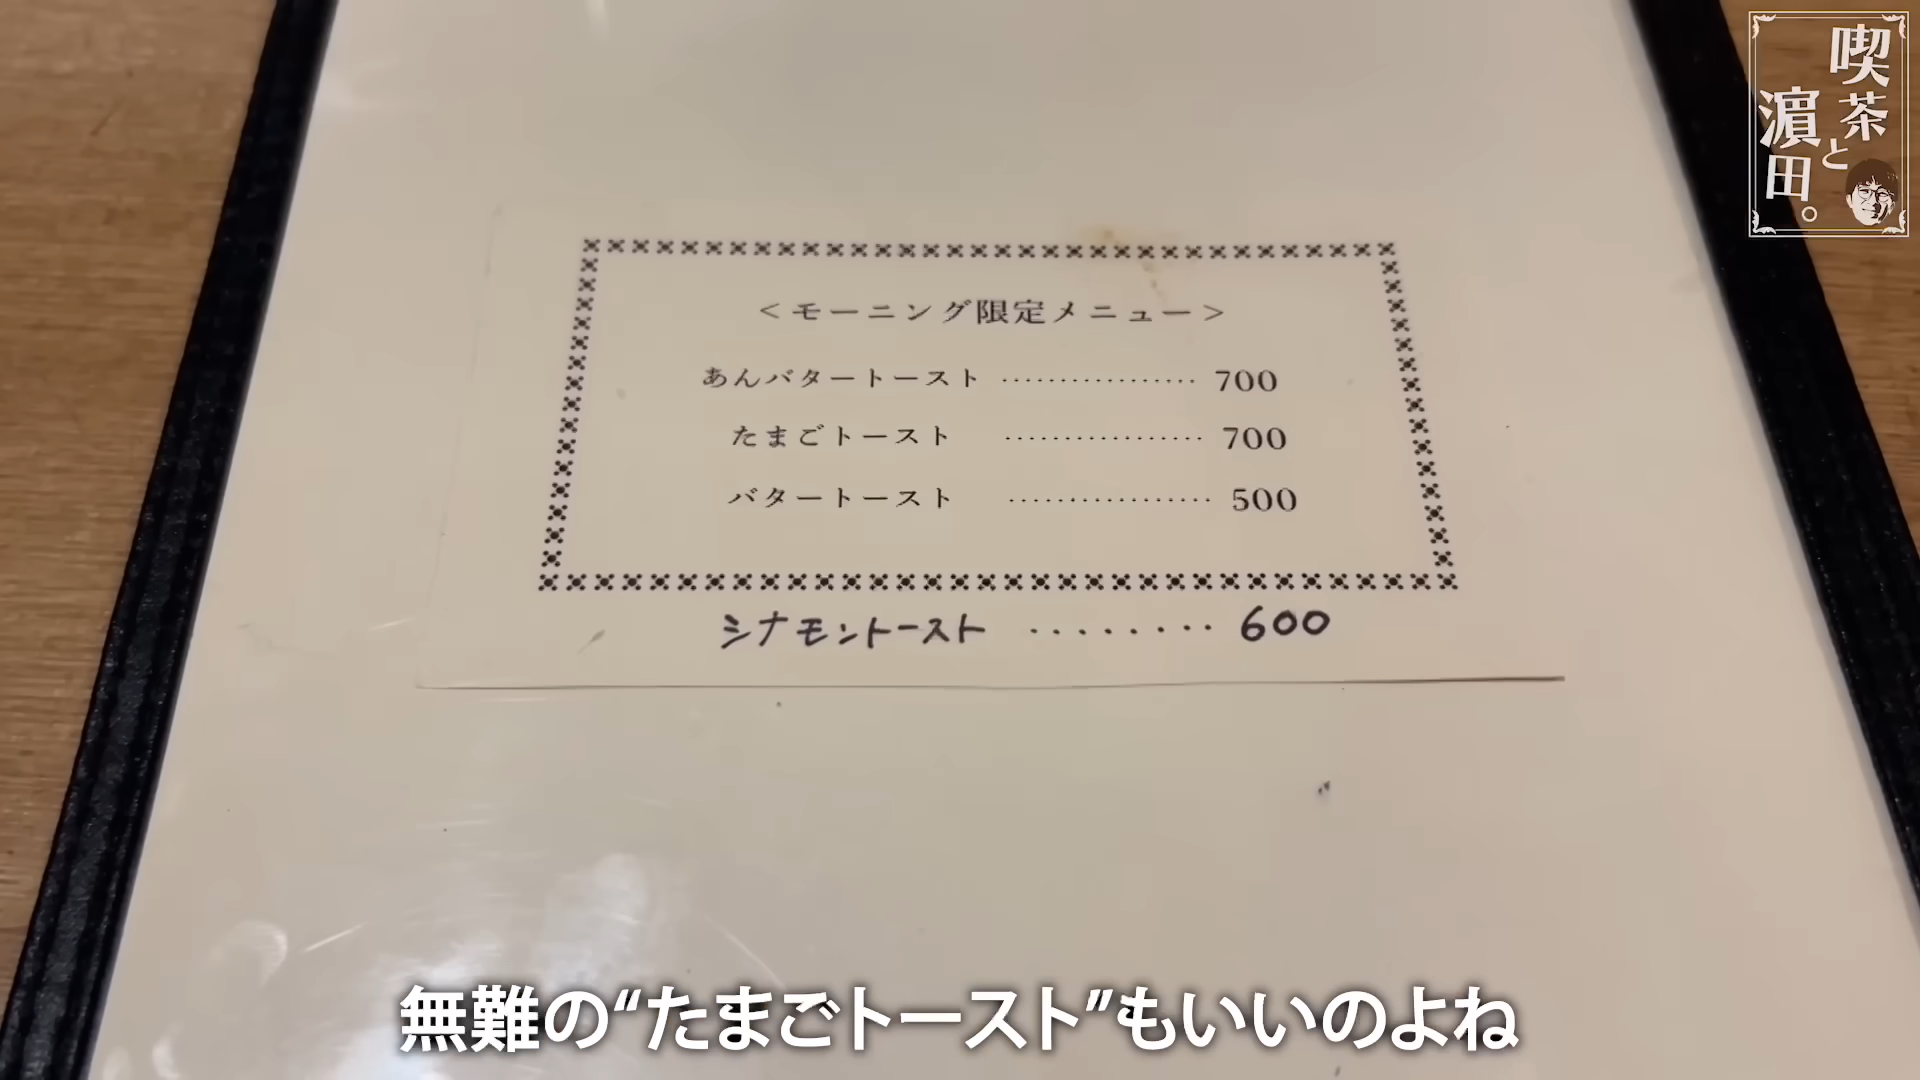 喫茶と
濵田。
<モーニング限定メニュー>
あんバタートースト ················· 700
たまごトースト ················· 700
バタートースト ················· 500
シナモントースト ········ 600
無難の“たまごトースト”もいいのよね